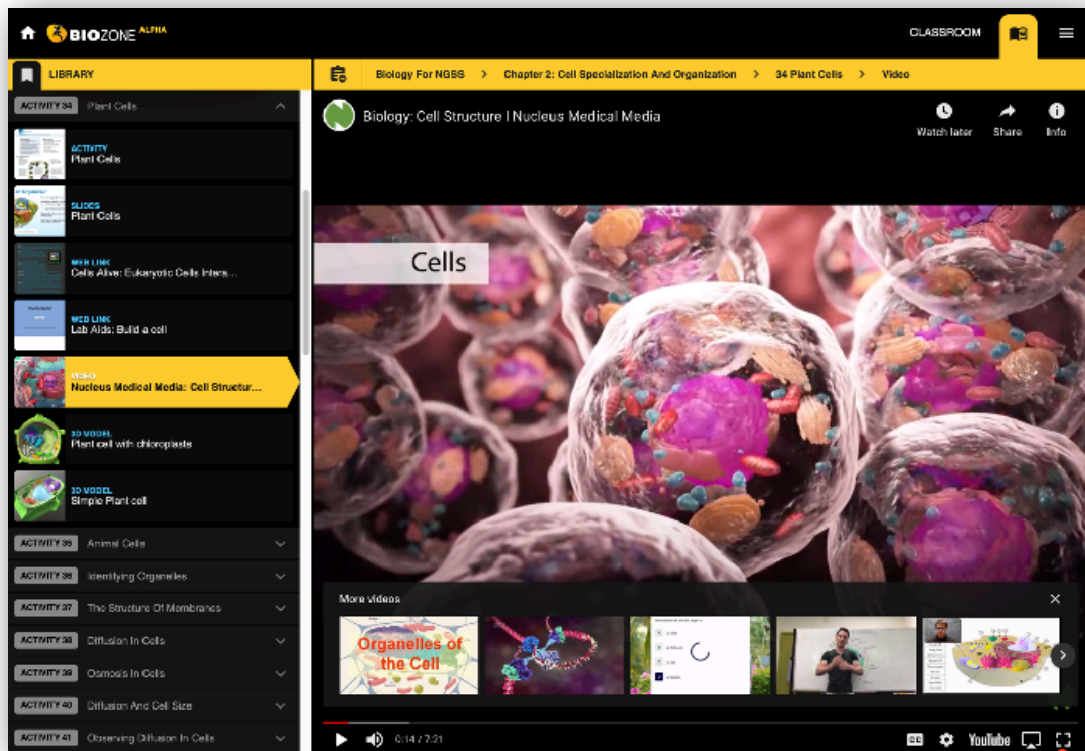 BIOZONE ALPHA
CLASSROOM
LIBRARY
Biology For NGSS > Chapter 2: Cell Specialization And Organization > 34 Plant Cells > Video
ACTIVITY 34 Plant Cells
ACTIVITY
Plant Cells
SLIDES
Plant Cells
WEB LINK
Cells Alive: Eukaryotic Cells Intera...
WEB LINK
Lab Aids: Build a cell
VIDEO
Nucleus Medical Media: Cell Structur...
3D MODEL
Plant cell with chloroplasts
3D MODEL
Simple Plant cell
ACTIVITY 35 Animal Cells
ACTIVITY 36 Identifying Organelles
ACTIVITY 37 The Structure Of Membranes
ACTIVITY 38 Diffusion In Cells
ACTIVITY 39 Osmosis In Cells
ACTIVITY 40 Diffusion And Cell Size
ACTIVITY 41 Observing Diffusion In Cells
Biology: Cell Structure I Nucleus Medical Media
Watch later
Share
Info
Cells
More videos
Organelles of
the Cell
0:14 / 7:21
CC
YouTube